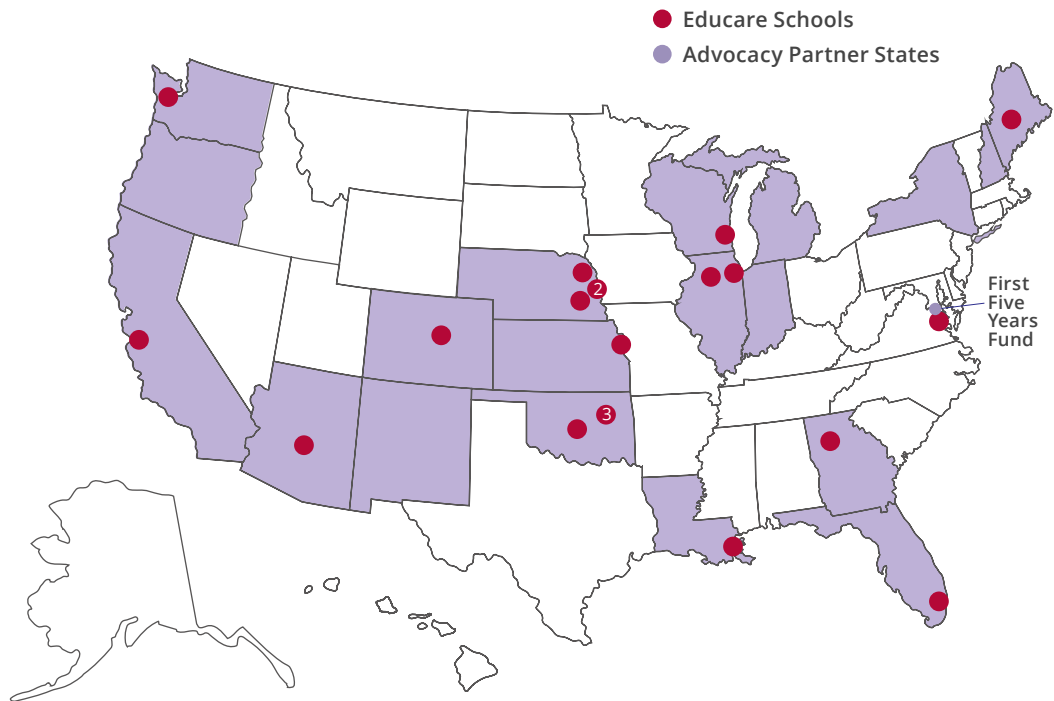 Educare Schools
Advocacy Partner States
2
First
Five
Years
Fund
3